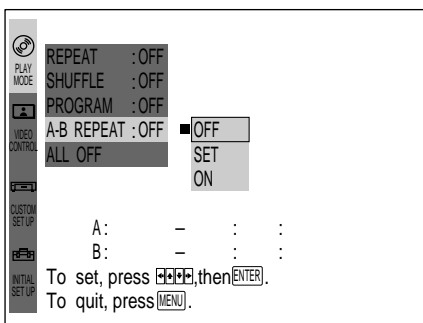 PLAY
MODE
VIDEO
CONTROL
CUSTOM
SET UP
INITIAL
SET UP
REPEAT :OFF
SHUFFLE :OFF
PROGRAM :OFF
A-B REPEAT :OFF
ALL OFF
OFF
SET
ON
A: – : :
B: – : :
To set, press ,then ENTER.
To quit, press MENU.